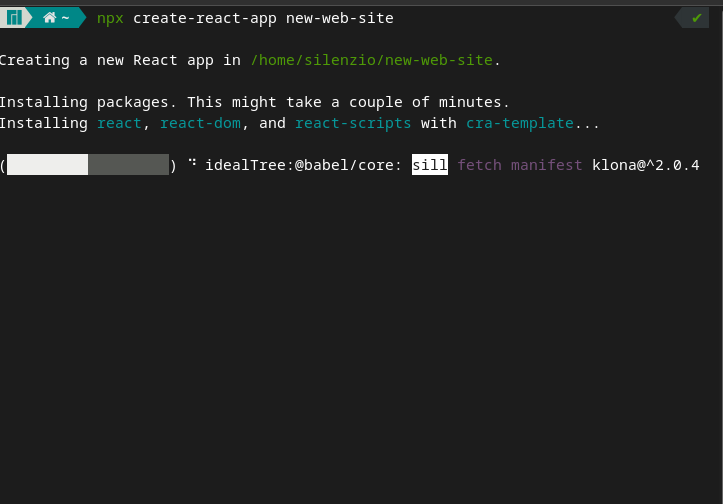 ~ npx create-react-app new-web-site ✔
Creating a new React app in /home/silenzio/new-web-site.
Installing packages. This might take a couple of minutes.
Installing react, react-dom, and react-scripts with cra-template...
( ) ⠙ idealTree:@babel/core: sill fetch manifest klona@^2.0.4